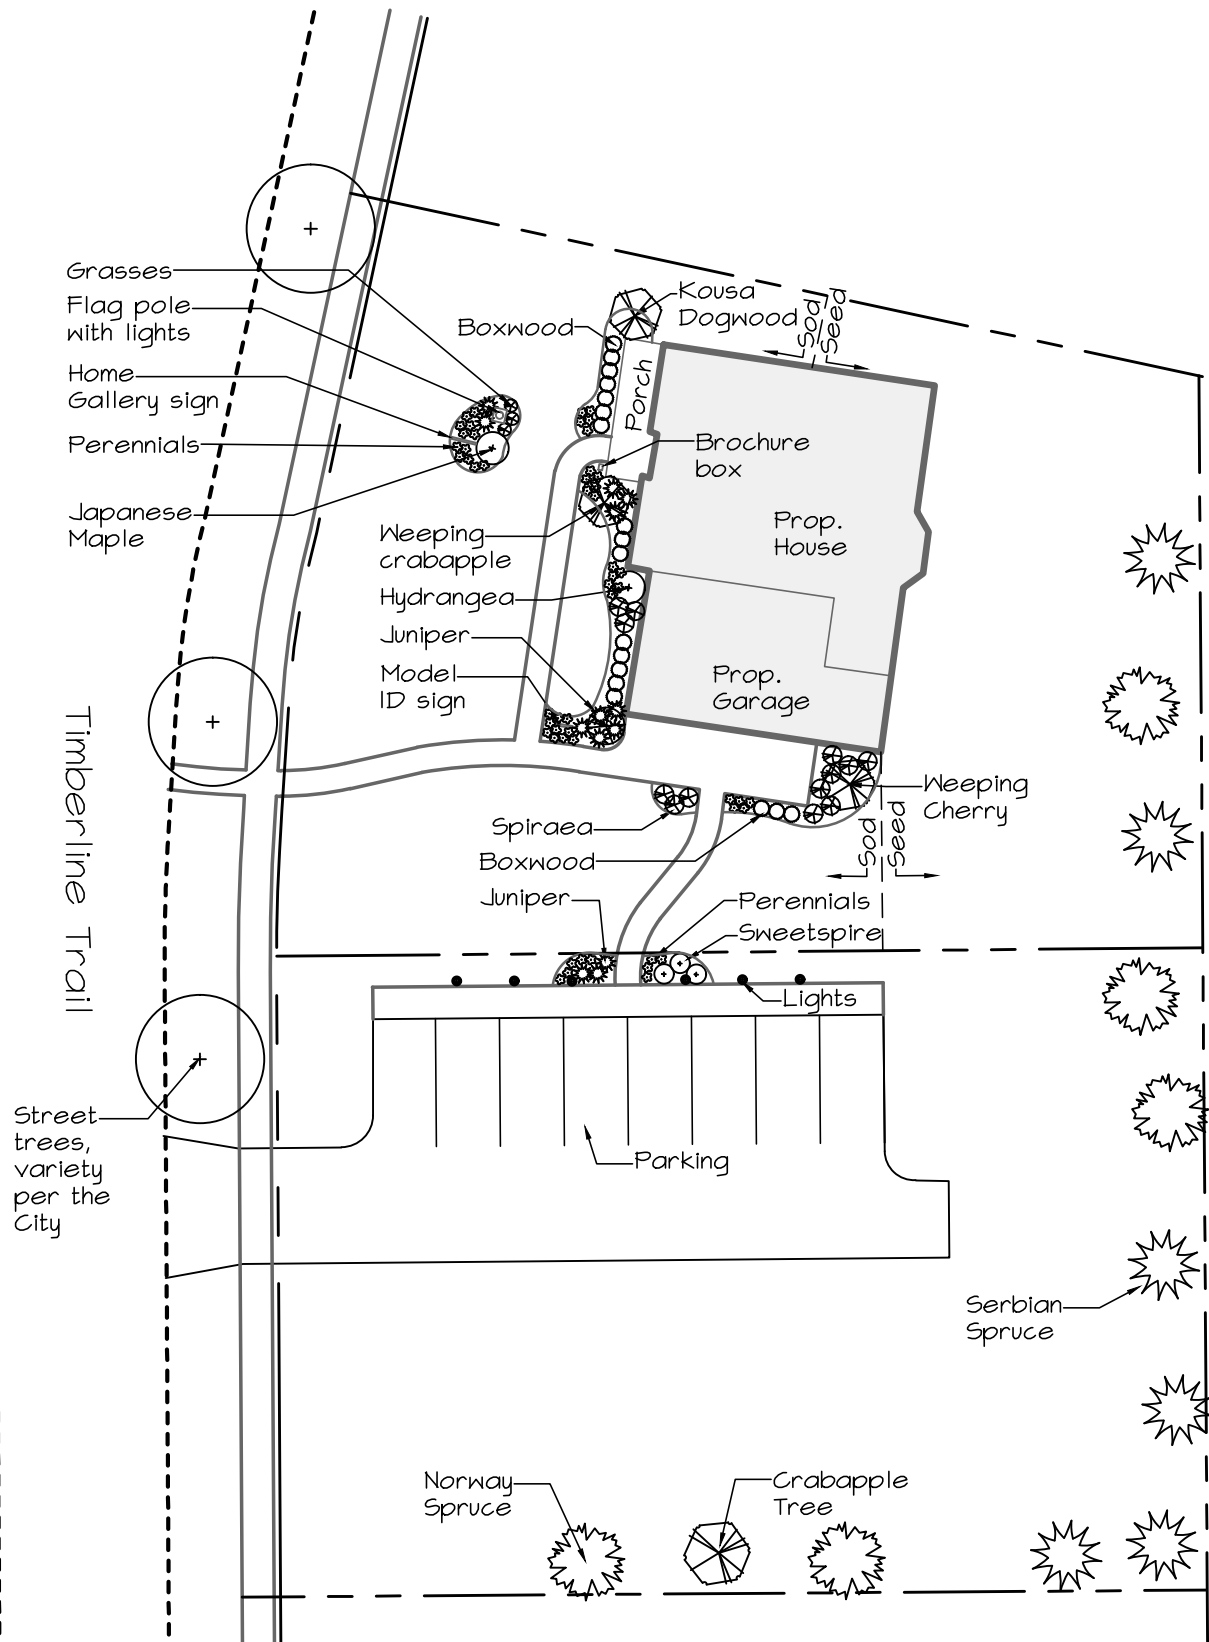 Grasses
Flag pole
with lights
Home
Gallery sign
Perennials
Japanese
Maple
Boxwood
Kousa
Dogwood
Sod
Seed
Porch
Brochure
box
Prop.
House
Weeping
crabapple
Hydrangea
Juniper
Model
ID sign
Prop.
Garage
Timberline Trail
Weeping
Cherry
Spiraea
Boxwood
Sod
Seed
Juniper
Perennials
Sweetspire
Lights
Street
trees,
variety
per the
City
Parking
Serbian
Spruce
Norway
Spruce
Crabapple
Tree